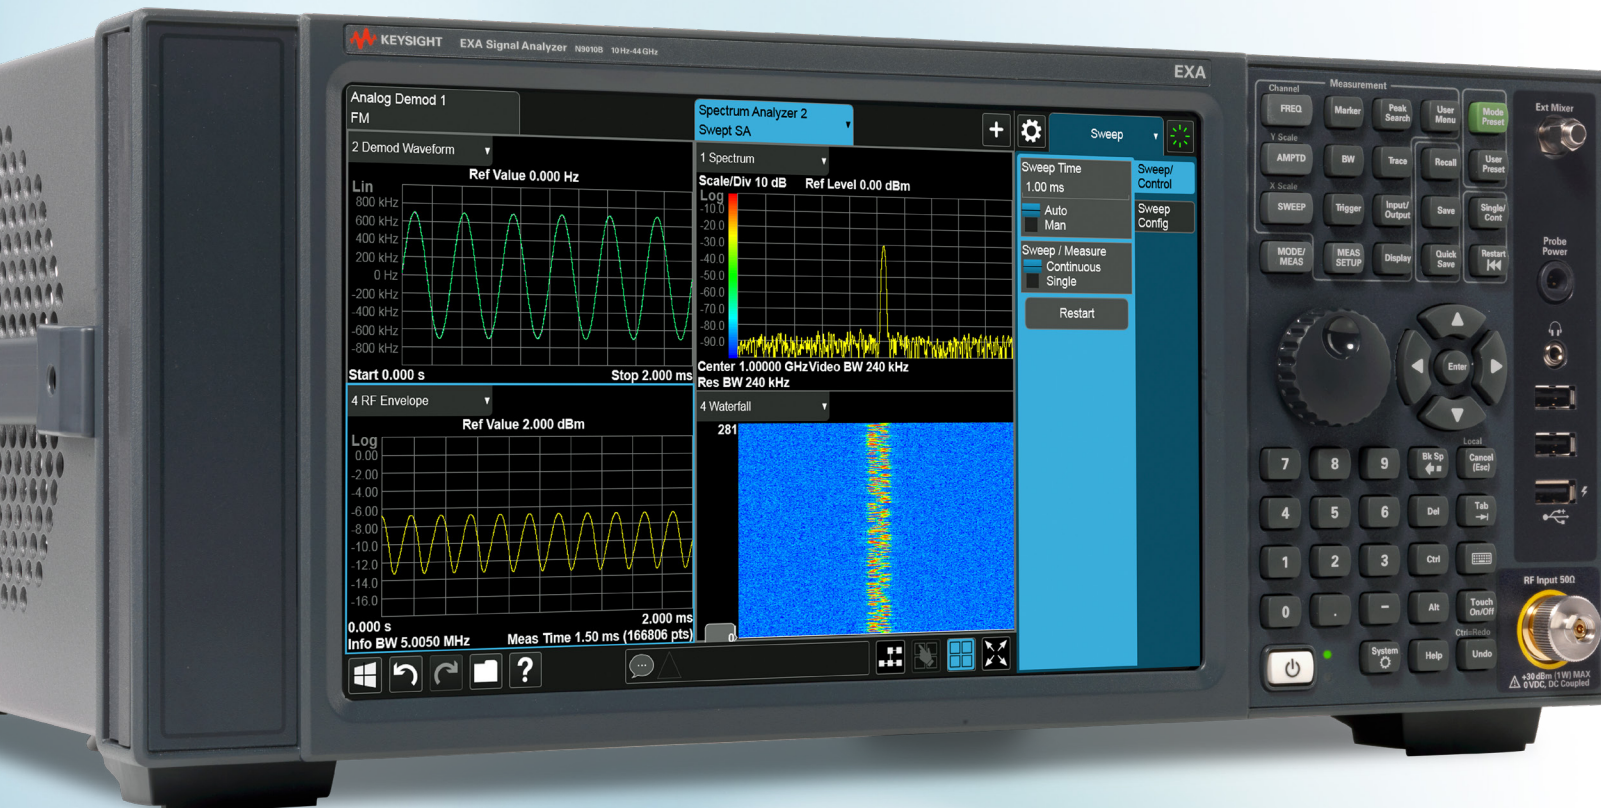 KEYSIGHT EXA Signal Analyzer N9010B 10 Hz-44 GHz
EXA
Analog Demod 1
FM
Spectrum Analyzer 2
Swept SA
+
Sweep
2 Demod Waveform
Ref Value 0.000 Hz
Lin
800 kHz
600 kHz
400 kHz
200 kHz
0 Hz
-200 kHz
-400 kHz
-600 kHz
-800 kHz
Start 0.000 s
Stop 2.000 ms
1 Spectrum
Scale/Div 10 dB
Ref Level 0.00 dBm
Log
-10.0
-20.0
-30.0
-40.0
-50.0
-60.0
-70.0
-80.0
-90.0
Center 1.00000 GHz
Video BW 240 kHz
Res BW 240 kHz
4 RF Envelope
Ref Value 2.000 dBm
Log
0.00
-2.00
-4.00
-6.00
-8.00
-10.0
-12.0
-14.0
-16.0
0.000 s
2.000 ms
Info BW 5.0050 MHz
Meas Time 1.50 ms (166806 pts)
4 Waterfall
281
0
Sweep Time
1.00 ms
Auto
Man
Sweep / Measure
Continuous
Single
Restart
Sweep/
Control
Sweep
Config
?
Channel
Measurement
FREQ
Marker
Peak
Search
User
Menu
Mode
Preset
Y Scale
AMPTD
BW
Trace
Recall
User
Preset
X Scale
SWEEP
Trigger
Input/
Output
Save
Single/
Cont
MODE/
MEAS
MEAS
SETUP
Display
Quick
Save
Restart
Enter
Local
7
8
9
Bk Sp
Cancel
(Esc)
4
5
6
Del
Tab
1
2
3
Ctrl
0
.
-
Alt
Touch
On/Off
Ctrl=Redo
System
Help
Undo
Ext Mixer
Probe
Power
RF Input 50Ω
+30 dBm (1W) MAX
0 VDC, DC Coupled